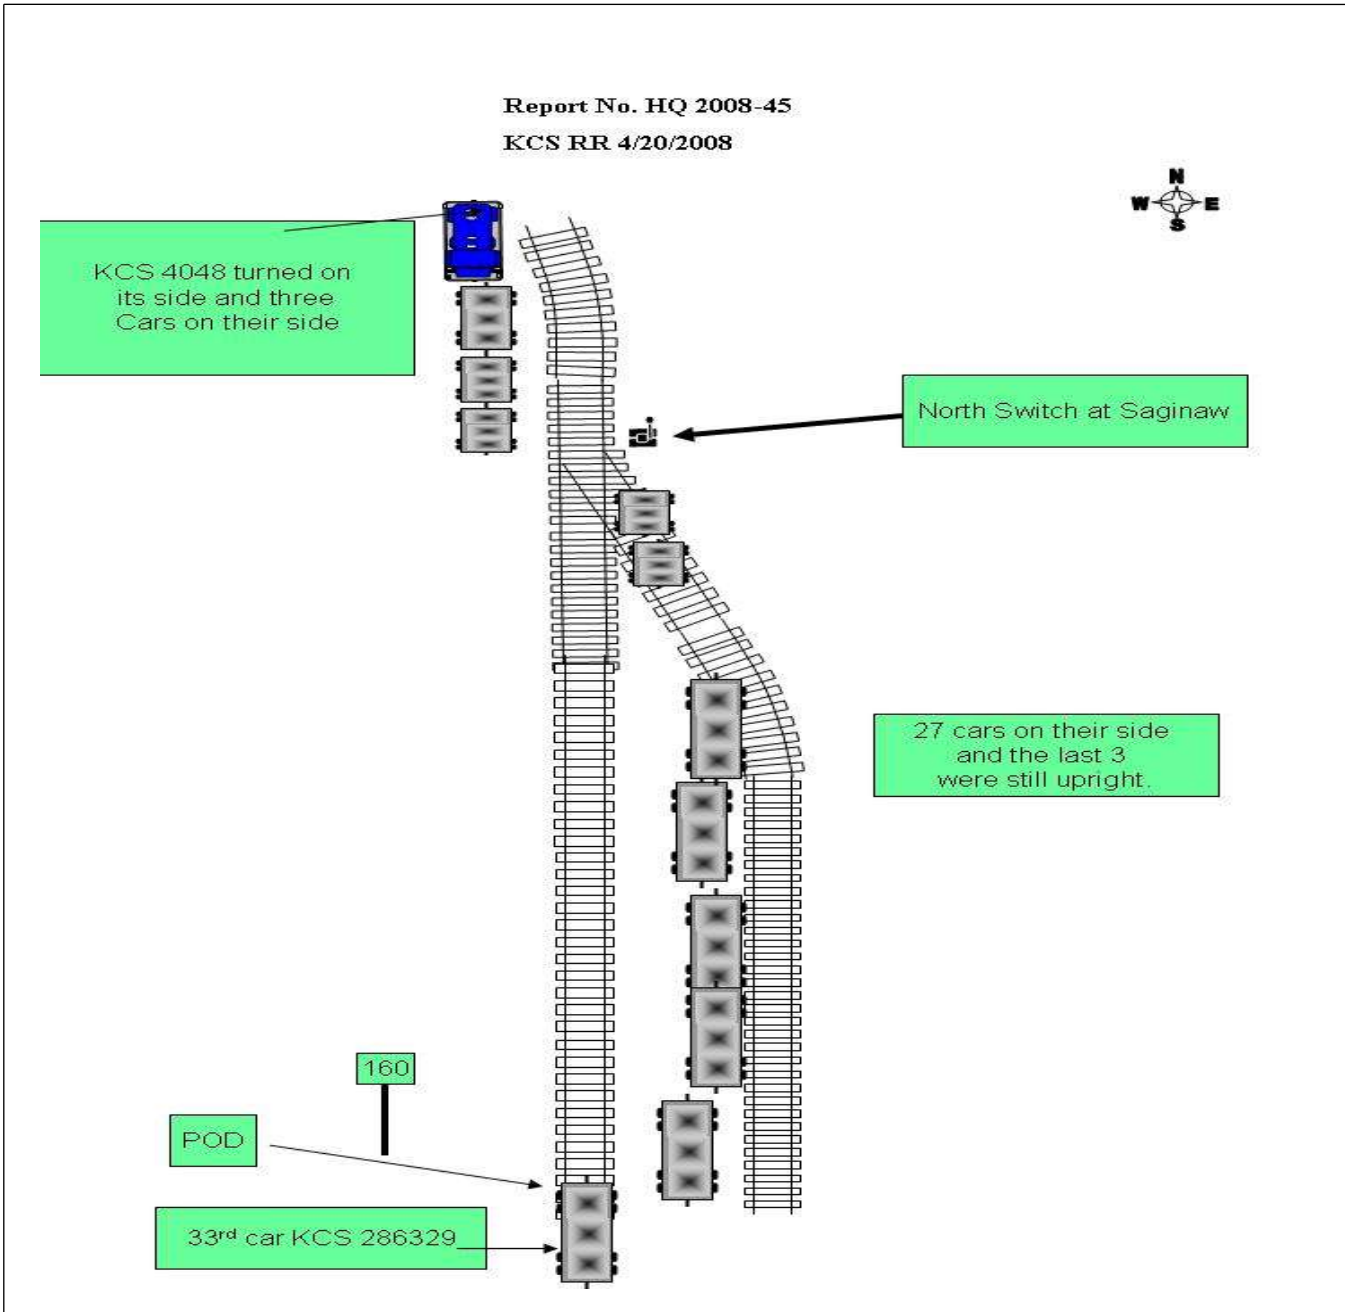 Report No. HQ 2008-45
KCS RR 4/20/2008
N
W E
S
KCS 4048 turned on
its side and three
Cars on their side
North Switch at Saginaw
27 cars on their side
and the last 3
were still upright.
160
POD
33rd car KCS 286329